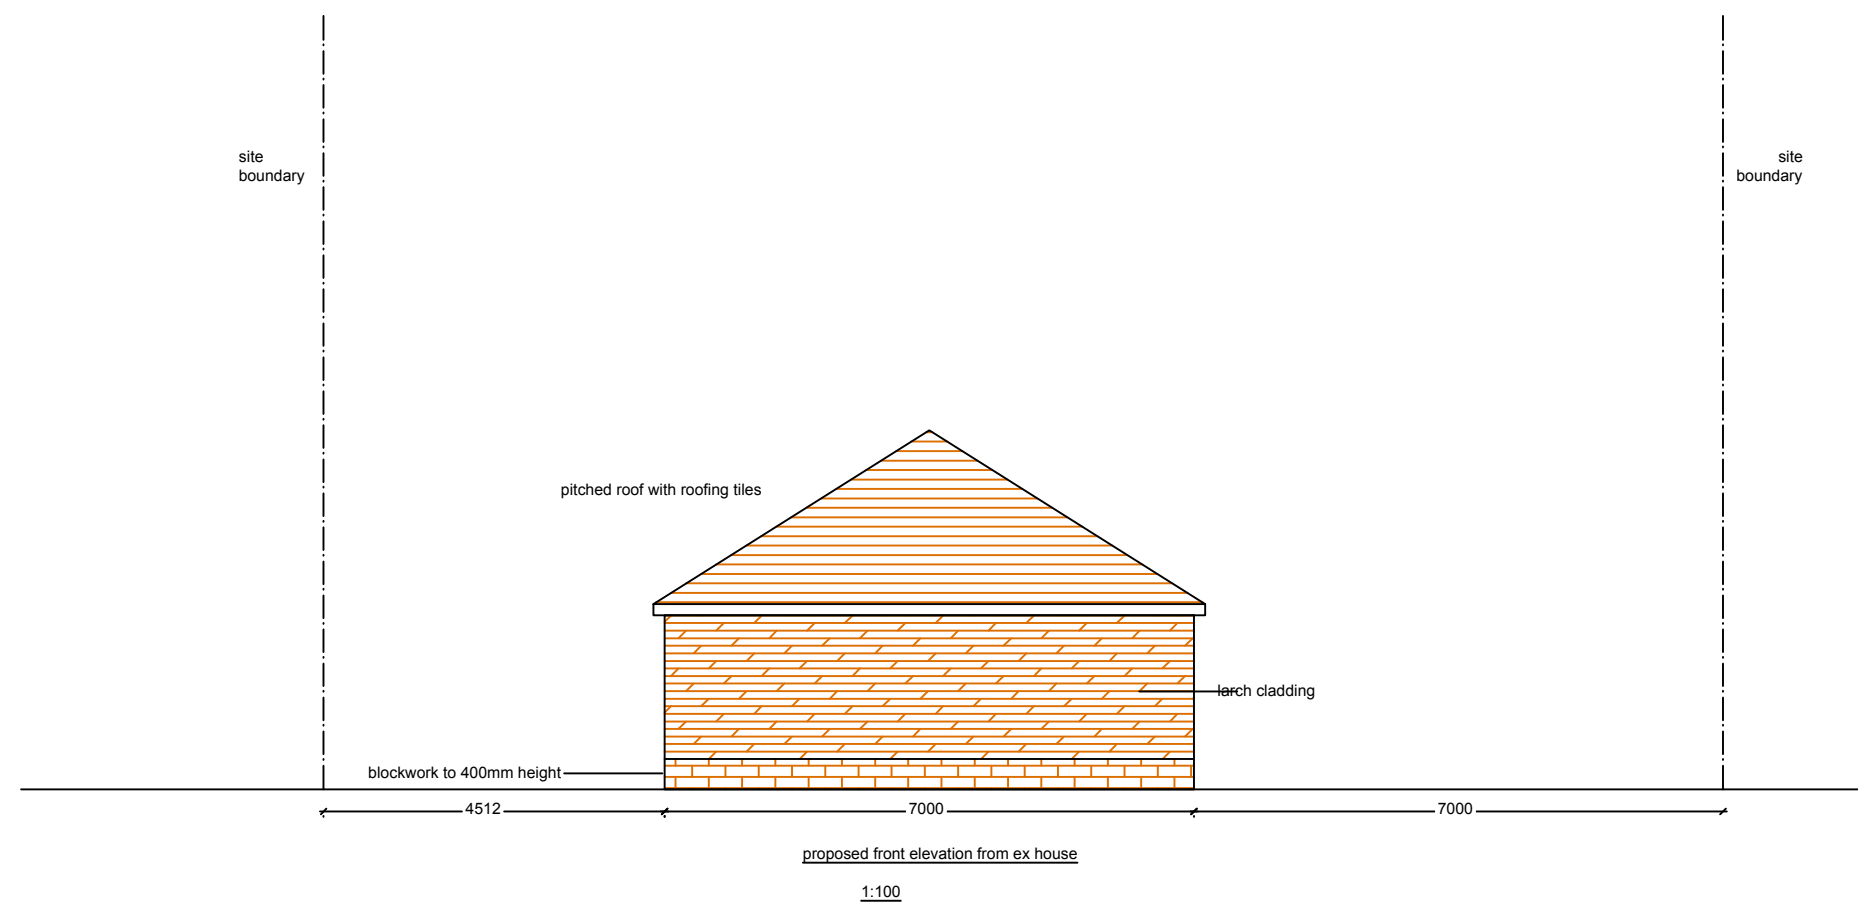 site
boundary
site
boundary
pitched roof with roofing tiles
larch cladding
blockwork to 400mm height
4512
7000
7000
proposed front elevation from ex house
1:100